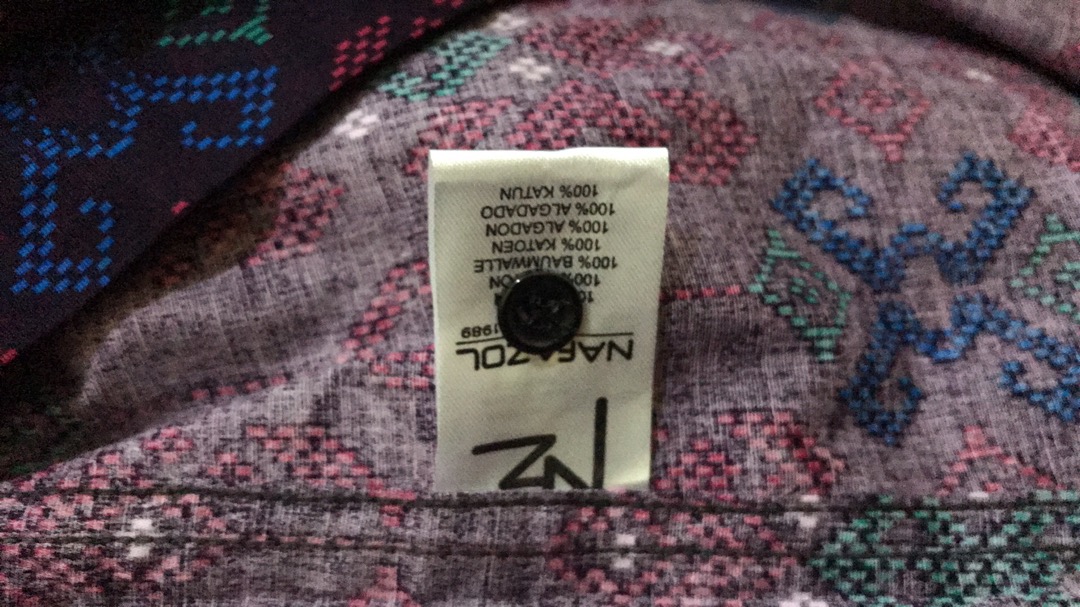 NZ
NAFAZOL
1989
100% BAUMWALLE
100% KATOEN
100% ALGADON
100% ALGADADO
100% KATUN